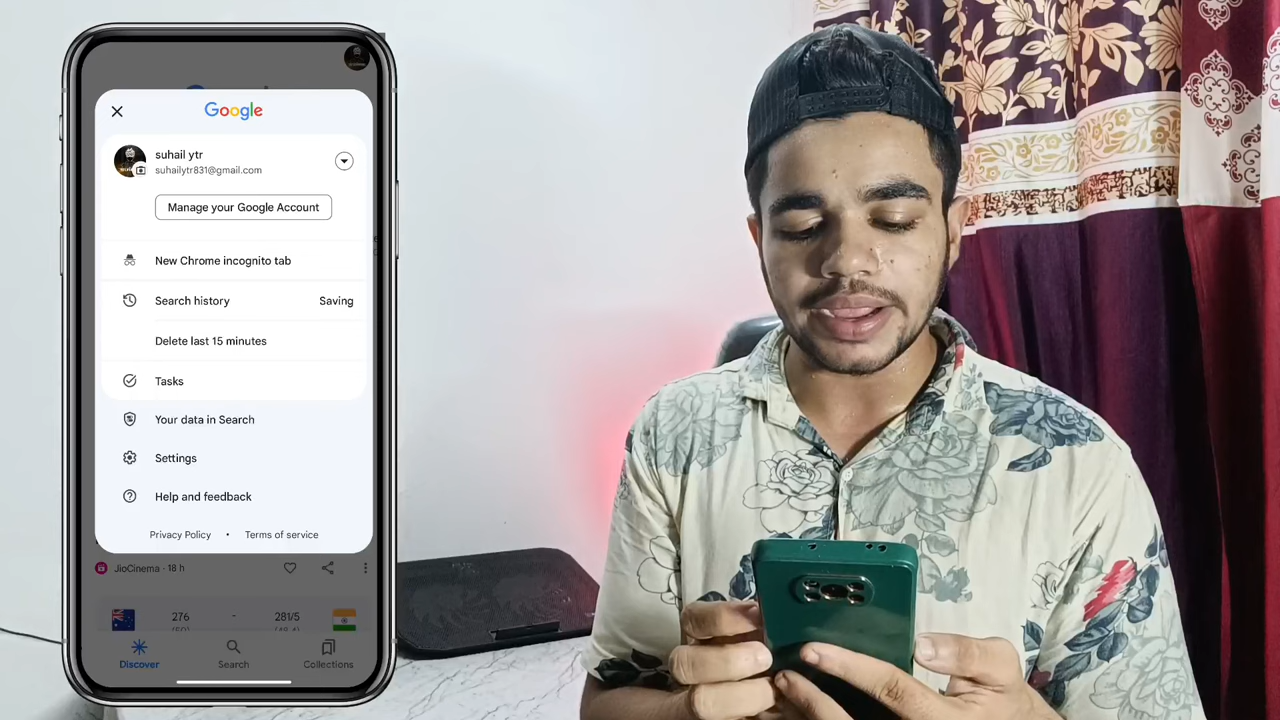 Google
suhail ytr
suhailytr831@gmail.com
Manage your Google Account
New Chrome incognito tab
Search history Saving
Delete last 15 minutes
Tasks
Your data in Search
Settings
Help and feedback
Privacy Policy • Terms of service
JioCinema · 18 h
276 - 281/5
Discover Search Collections